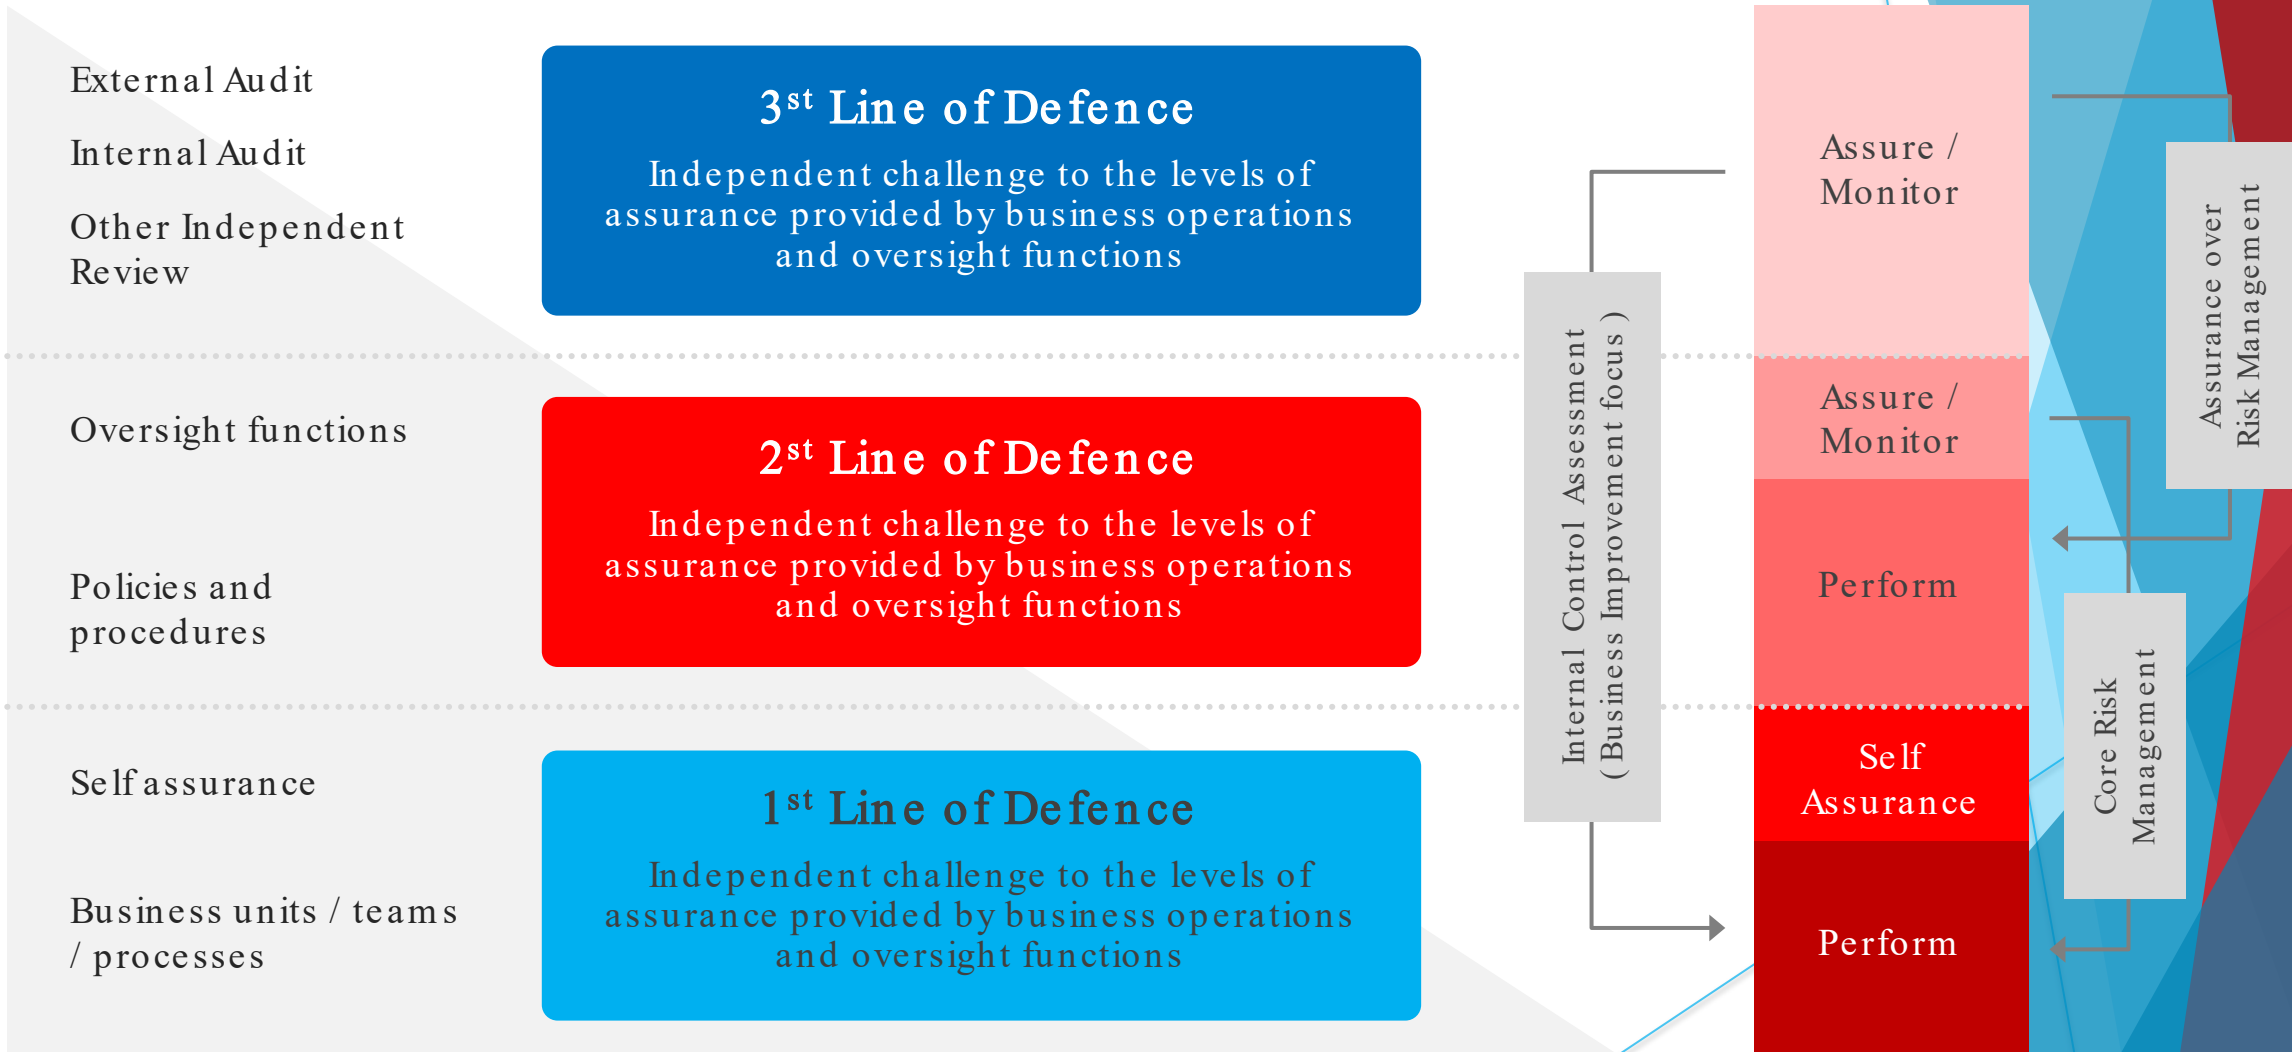 External Audit
Internal Audit
Other Independent
Review
3st Line of Defence
Independent challenge to the levels of
assurance provided by business operations
and oversight functions
Assure /
Monitor
Assurance over
Risk Management
Internal Control Assessment
( Business Improvement focus )
Oversight functions
Policies and
procedures
2st Line of Defence
Independent challenge to the levels of
assurance provided by business operations
and oversight functions
Assure /
Monitor
Perform
Core Risk
Management
Self assurance
Business units / teams
/ processes
1st Line of Defence
Independent challenge to the levels of
assurance provided by business operations
and oversight functions
Self
Assurance
Perform